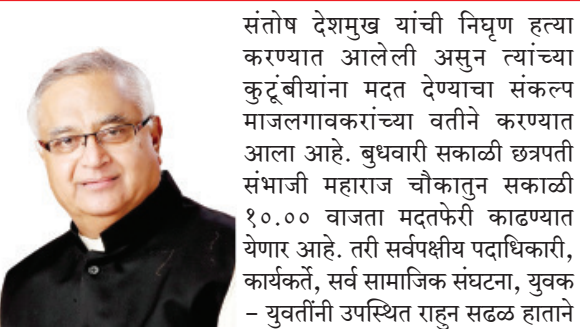 संतोष देशमुख यांची निघृण हत्या
करण्यात आलेली असुन त्यांच्या
कुटूंबीयांना मदत देण्याचा संकल्प
माजलगावकरांच्या वतीने करण्यात
आला आहे. बुधवारी सकाळी छत्रपती
संभाजी महाराज चौकातुन सकाळी
१०.०० वाजता मदतफेरी काढण्यात
येणार आहे. तरी सर्वपक्षीय पदाधिकारी,
कार्यकर्ते, सर्व सामाजिक संघटना, युवक
– युवतींनी उपस्थित राहुन सढळ हाताने